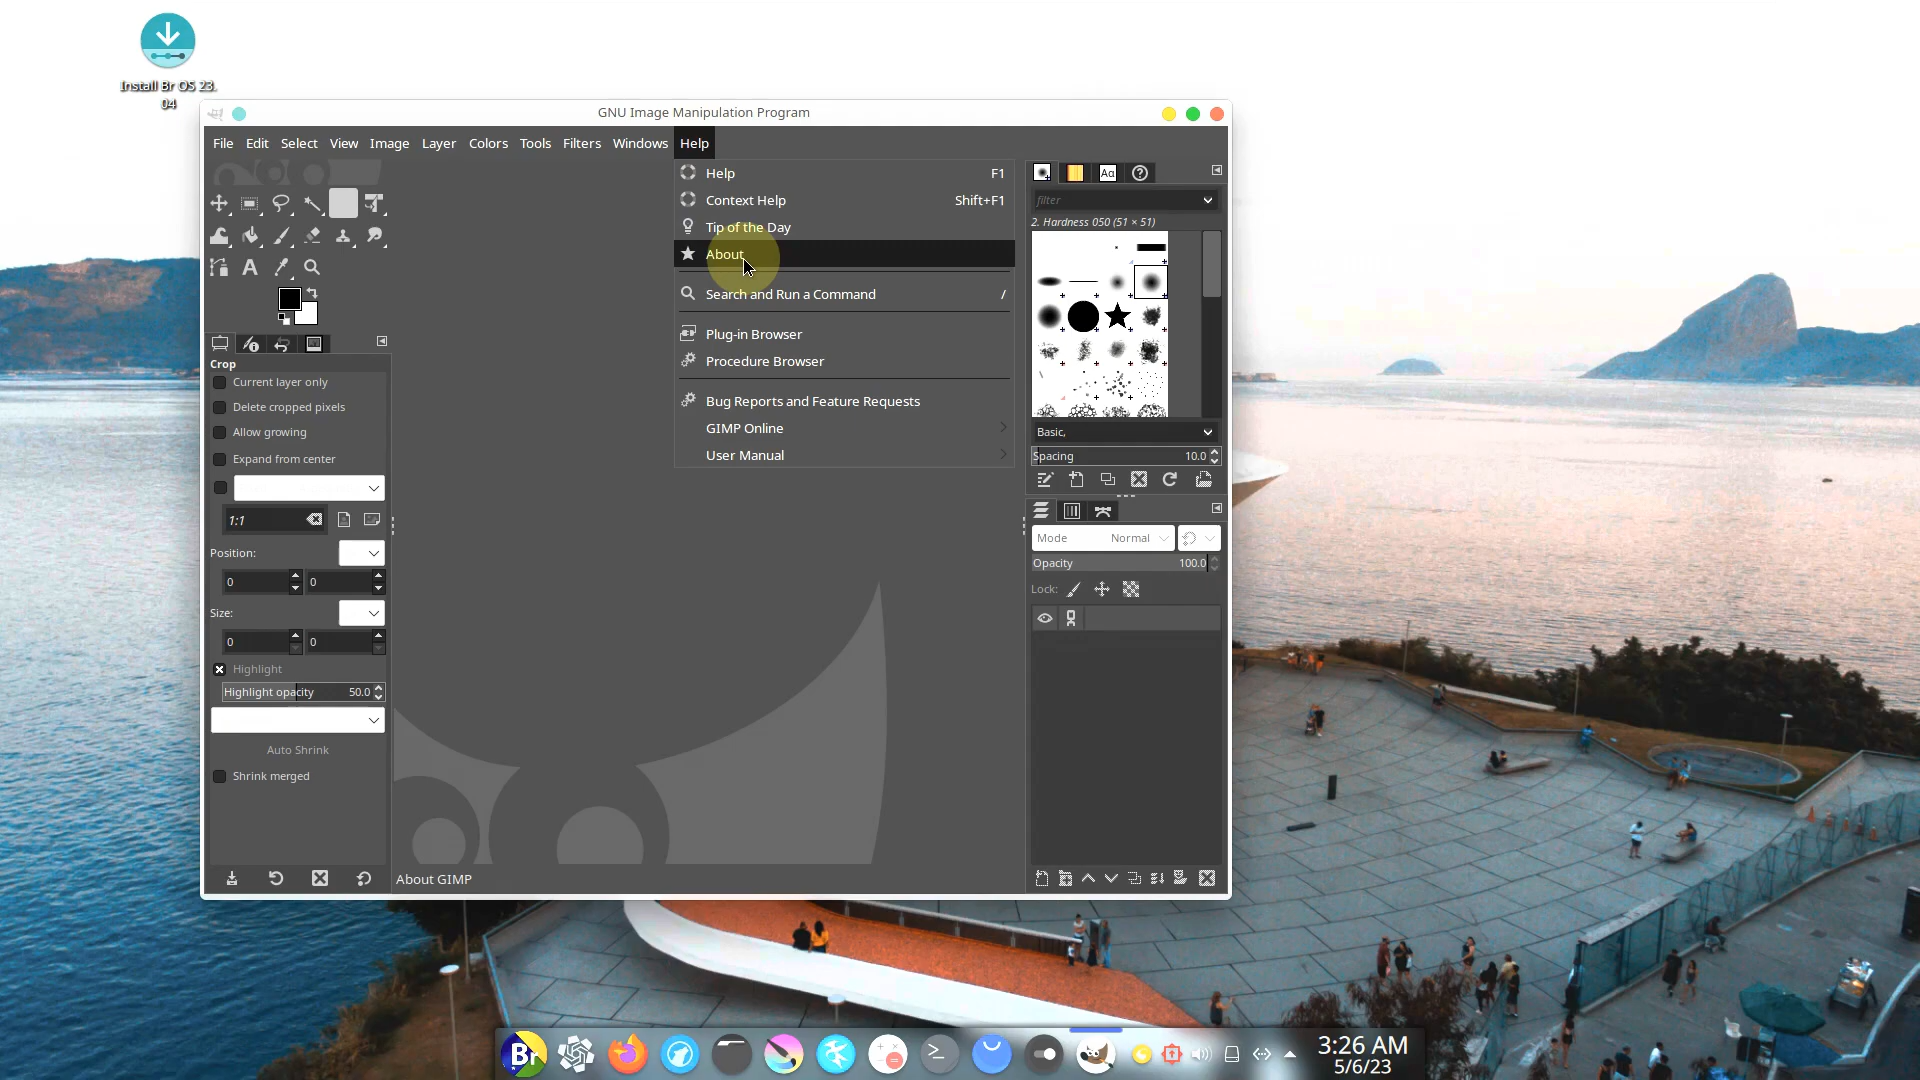 Install Br OS 23.
04
GNU Image Manipulation Program
File Edit Select View Image Layer Colors Tools Filters Windows Help
Help F1
Context Help Shift+F1
Tip of the Day
About
Search and Run a Command /
Plug-in Browser
Procedure Browser
Bug Reports and Feature Requests
GIMP Online
User Manual
Crop
Current layer only
Delete cropped pixels
Allow growing
Expand from center
1:1
Position:
0 0
Size:
0 0
Highlight
Highlight opacity 50.0
Auto Shrink
Shrink merged
About GIMP
Aa
filter
2. Hardness 050 (51 × 51)
Basic,
Spacing 10.0
Mode Normal
Opacity 100.0
Lock:
Br
3:26 AM
5/6/23